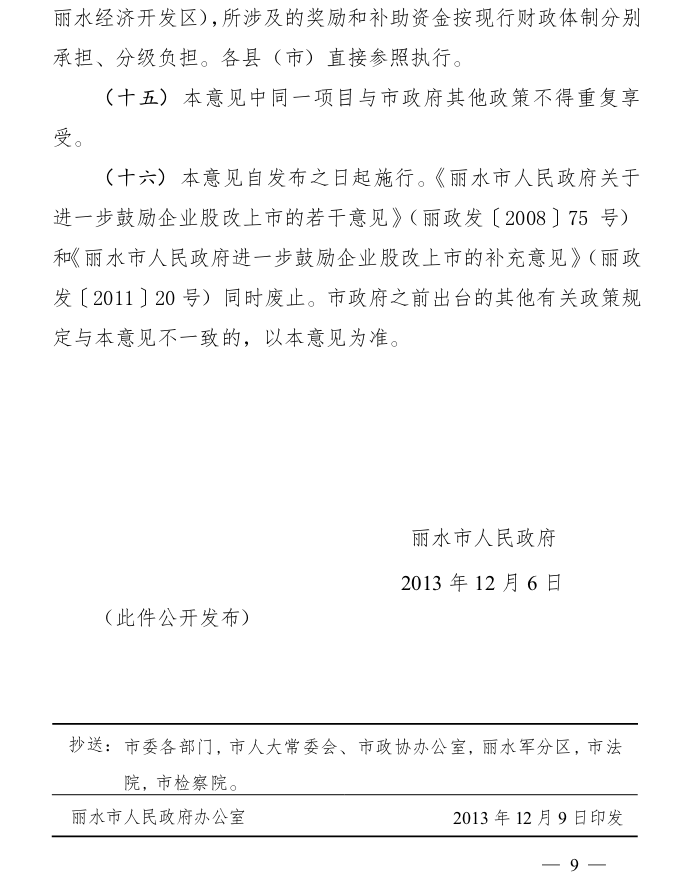 丽水经济开发区），所涉及的奖励和补助资金按现行财政体制分别
承担、分级负担。各县（市）直接参照执行。
（十五）本意见中同一项目与市政府其他政策不得重复享
受。
（十六）本意见自发布之日起施行。《丽水市人民政府关于
进一步鼓励企业股改上市的若干意见》（丽政发〔2008〕75 号）
和《丽水市人民政府进一步鼓励企业股改上市的补充意见》（丽政
发〔2011〕20 号）同时废止。市政府之前出台的其他有关政策规
定与本意见不一致的，以本意见为准。
丽水市人民政府
2013 年 12 月 6 日
（此件公开发布）
抄送：市委各部门，市人大常委会、市政协办公室，丽水军分区，市法
院，市检察院。
丽水市人民政府办公室 2013 年 12 月 9 日印发
— 9 —